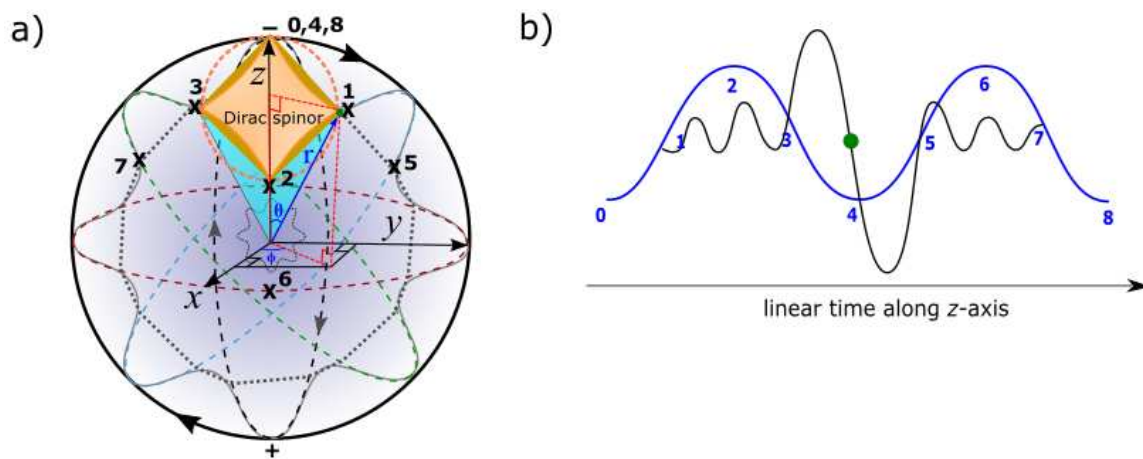 a)
− 0,4,8
z
3
1
Dirac spinor
7
r
5
2
θ
y
ϕ
6
x
+
b)
2
6
1
3
5
7
0
4
8
linear time along z-axis